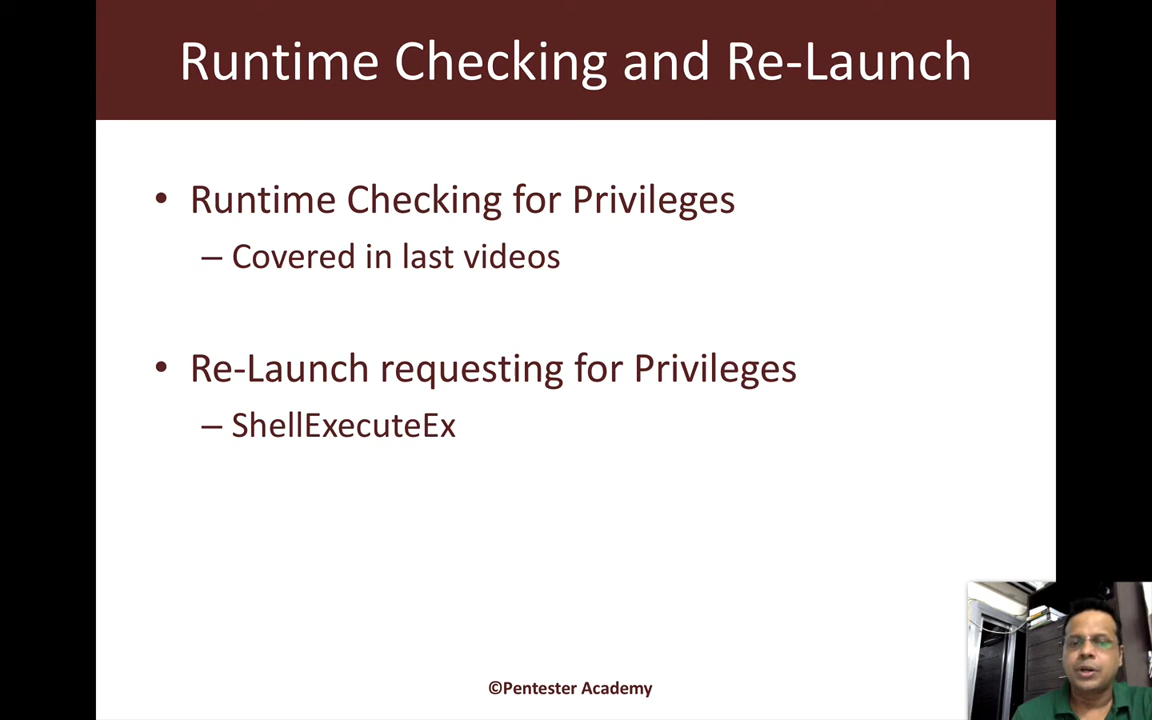 Runtime Checking and Re-Launch
• Runtime Checking for Privileges
– Covered in last videos
• Re-Launch requesting for Privileges
– ShellExecuteEx
©Pentester Academy